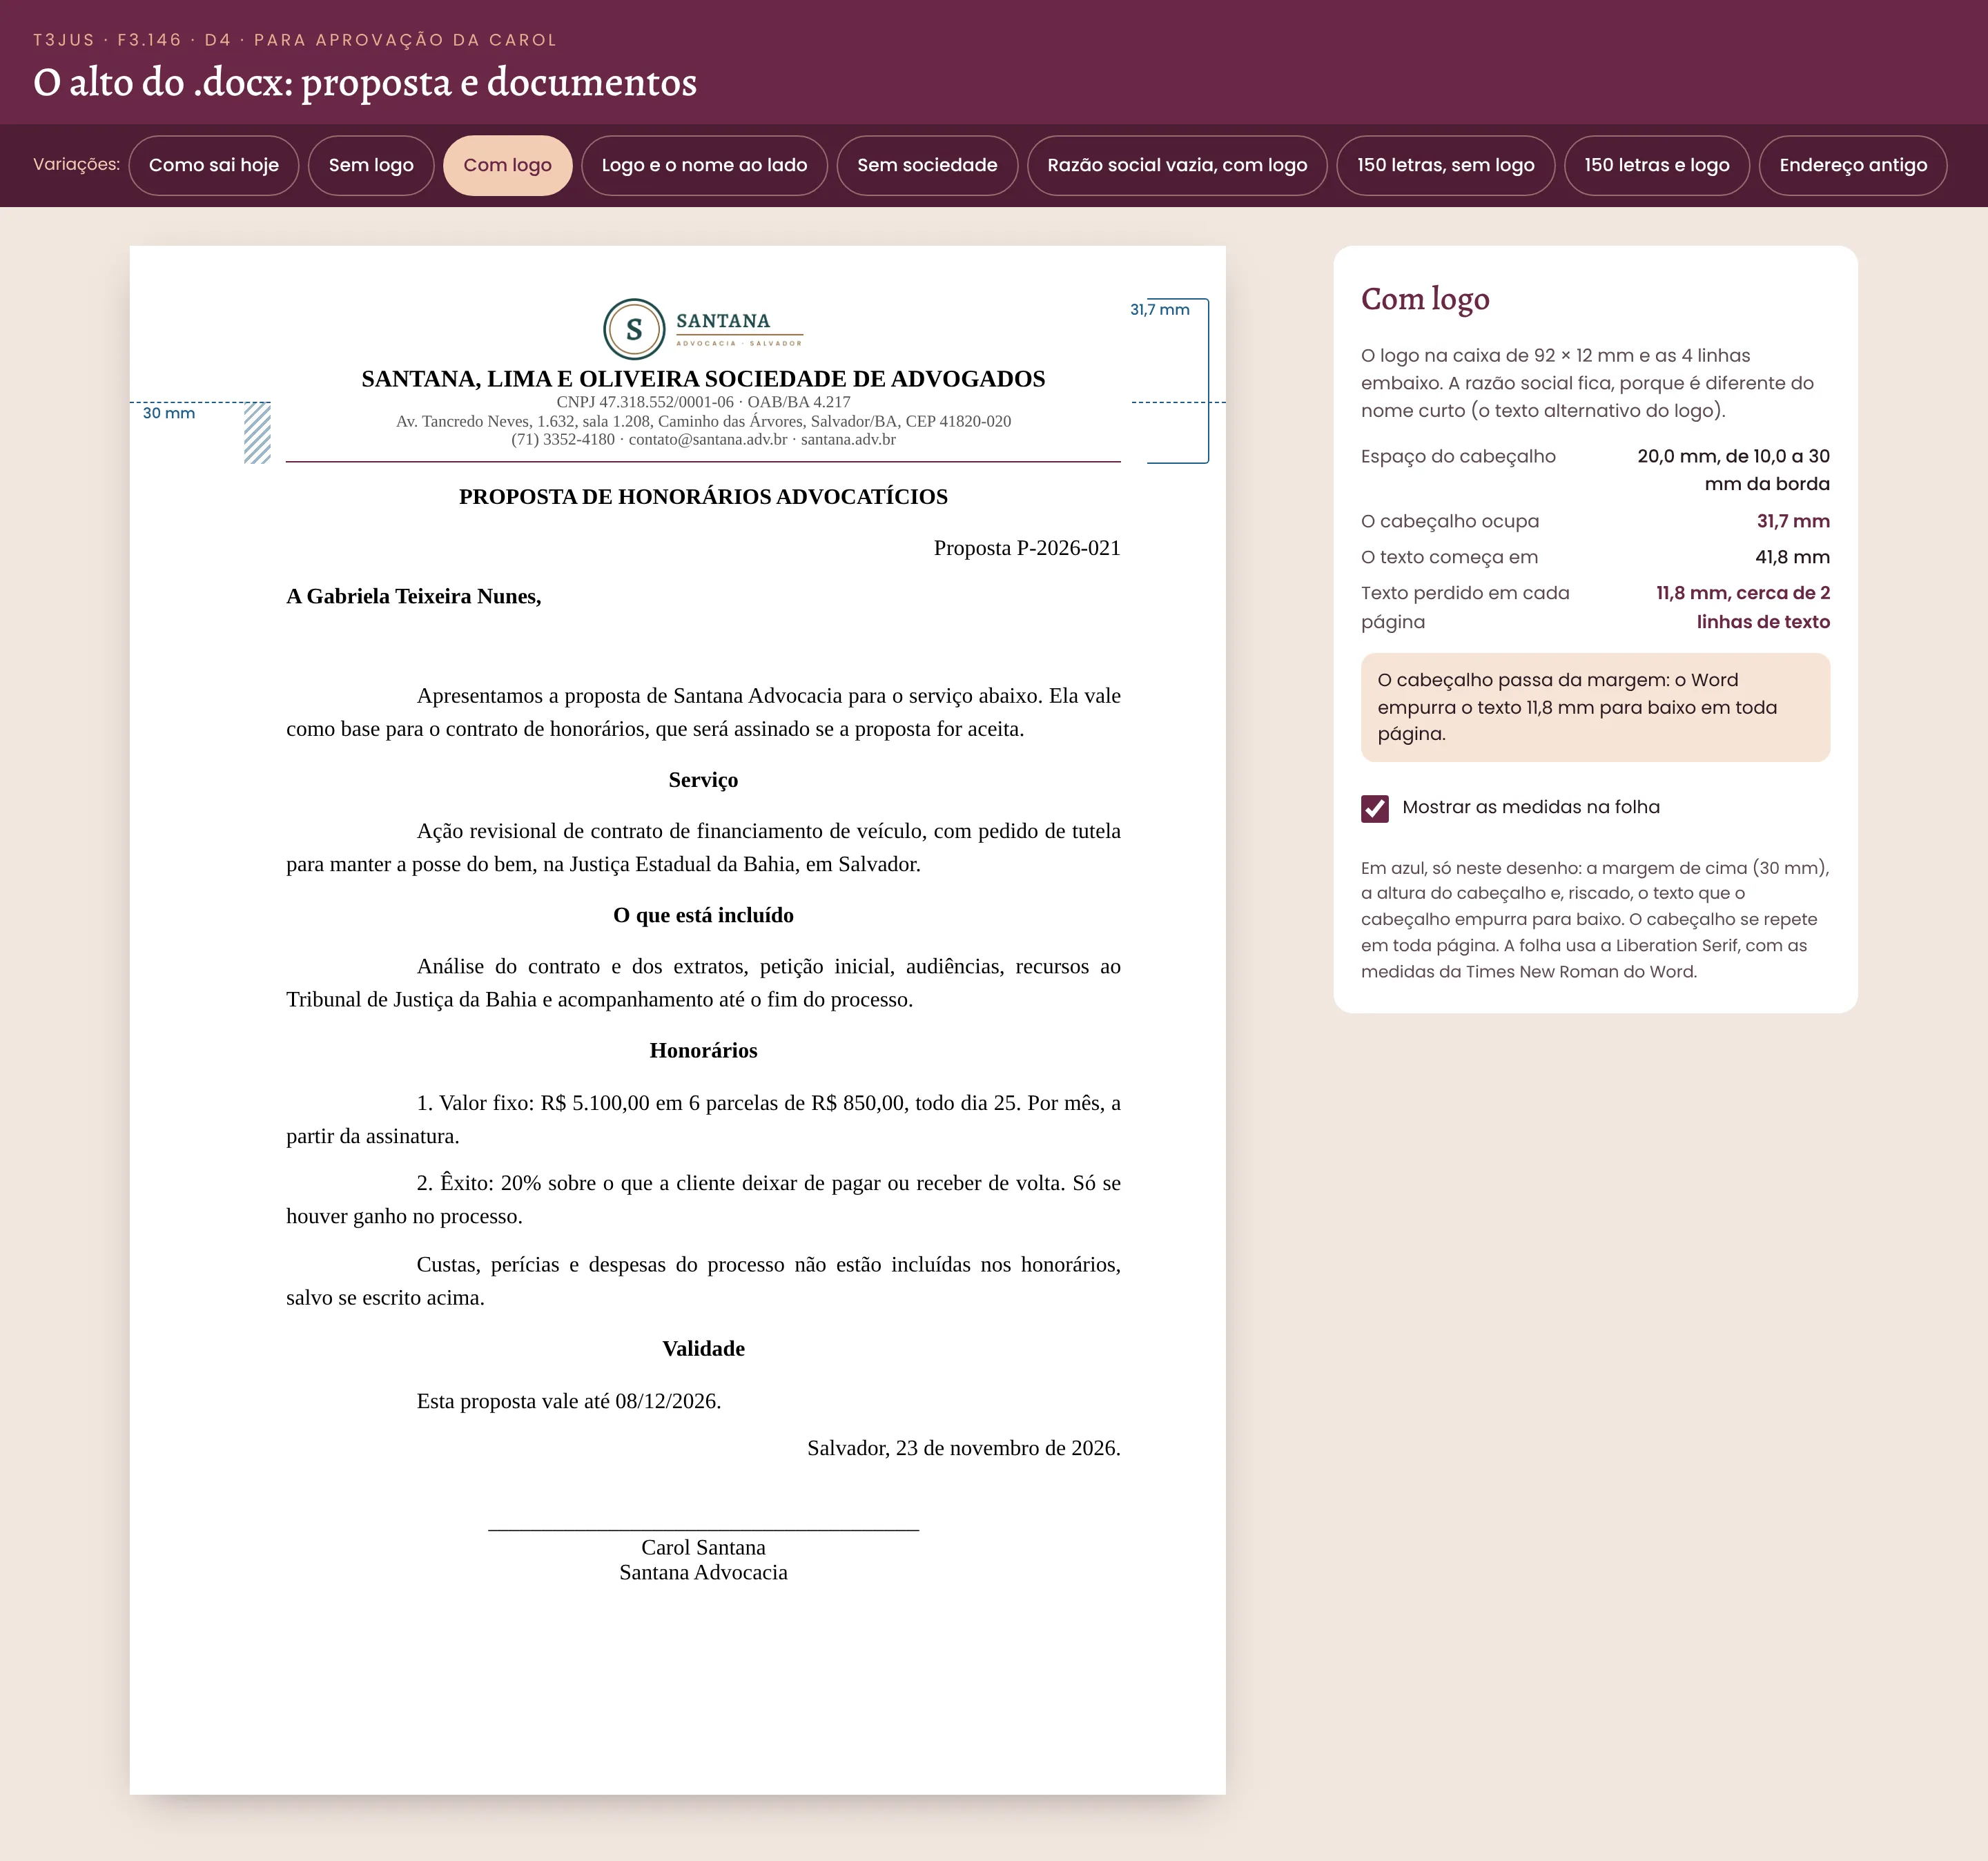 T3JUS · F3.146 · D4 · PARA APROVAÇÃO DA CAROL
O alto do .docx: proposta e documentos
Variações: Como sai hoje Sem logo Com logo Logo e o nome ao lado Sem sociedade Razão social vazia, com logo 150 letras, sem logo 150 letras e logo Endereço antigo
S SANTANA
ADVOCACIA · SALVADOR
31,7 mm
SANTANA, LIMA E OLIVEIRA SOCIEDADE DE ADVOGADOS
30 mm
CNPJ 47.318.552/0001-06 · OAB/BA 4.217
Av. Tancredo Neves, 1.632, sala 1.208, Caminho das Árvores, Salvador/BA, CEP 41820-020
(71) 3352-4180 · contato@santana.adv.br · santana.adv.br
PROPOSTA DE HONORÁRIOS ADVOCATÍCIOS
Proposta P-2026-021
A Gabriela Teixeira Nunes,
Apresentamos a proposta de Santana Advocacia para o serviço abaixo. Ela vale
como base para o contrato de honorários, que será assinado se a proposta for aceita.
Serviço
Ação revisional de contrato de financiamento de veículo, com pedido de tutela
para manter a posse do bem, na Justiça Estadual da Bahia, em Salvador.
O que está incluído
Análise do contrato e dos extratos, petição inicial, audiências, recursos ao
Tribunal de Justiça da Bahia e acompanhamento até o fim do processo.
Honorários
1. Valor fixo: R$ 5.100,00 em 6 parcelas de R$ 850,00, todo dia 25. Por mês, a
partir da assinatura.
2. Êxito: 20% sobre o que a cliente deixar de pagar ou receber de volta. Só se
houver ganho no processo.
Custas, perícias e despesas do processo não estão incluídas nos honorários,
salvo se escrito acima.
Validade
Esta proposta vale até 08/12/2026.
Salvador, 23 de novembro de 2026.
Carol Santana
Santana Advocacia
Com logo
O logo na caixa de 92 × 12 mm e as 4 linhas
embaixo. A razão social fica, porque é diferente do
nome curto (o texto alternativo do logo).
Espaço do cabeçalho 20,0 mm, de 10,0 a 30
mm da borda
O cabeçalho ocupa 31,7 mm
O texto começa em 41,8 mm
Texto perdido em cada 11,8 mm, cerca de 2
página linhas de texto
O cabeçalho passa da margem: o Word
empurra o texto 11,8 mm para baixo em toda
página.
Mostrar as medidas na folha
Em azul, só neste desenho: a margem de cima (30 mm),
a altura do cabeçalho e, riscado, o texto que o
cabeçalho empurra para baixo. O cabeçalho se repete
em toda página. A folha usa a Liberation Serif, com as
medidas da Times New Roman do Word.